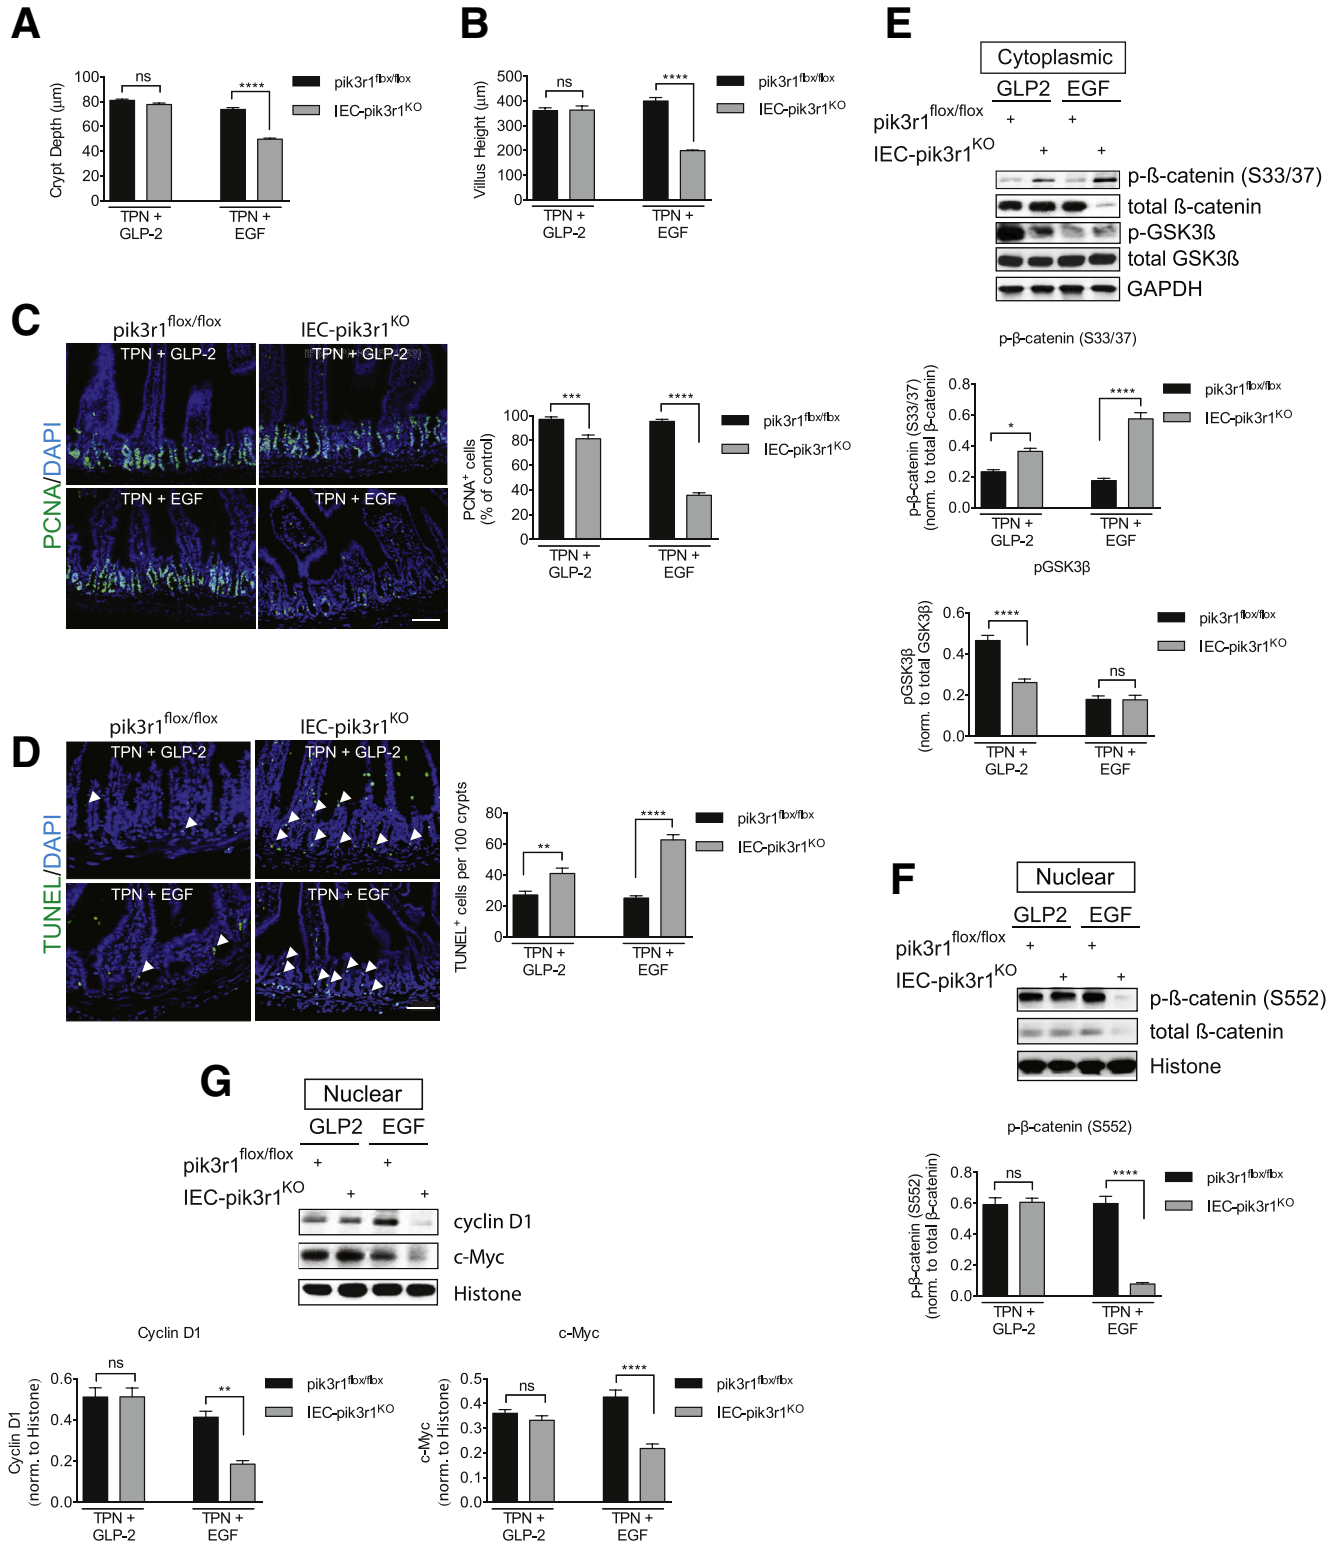 A
Crypt Depth (µm)
100
80
60
40
20
0
ns
****
TPN +
GLP-2
TPN +
EGF
pik3r1flox/flox
IEC-pik3r1KO
B
Villus Height (µm)
500
400
300
200
100
0
ns
****
TPN +
GLP-2
TPN +
EGF
pik3r1flox/flox
IEC-pik3r1KO
C
pik3r1flox/flox
IEC-pik3r1KO
PCNA/DAPI
TPN + GLP-2
TPN + GLP-2
TPN + EGF
TPN + EGF
PCNA+ cells
(% of control)
100
80
60
40
20
0
***
****
TPN +
GLP-2
TPN +
EGF
pik3r1flox/flox
IEC-pik3r1KO
D
pik3r1flox/flox
IEC-pik3r1KO
TUNEL/DAPI
TPN + GLP-2
TPN + GLP-2
TPN + EGF
TPN + EGF
TUNEL+ cells per 100 crypts
80
60
40
20
0
**
****
TPN +
GLP-2
TPN +
EGF
pik3r1flox/flox
IEC-pik3r1KO
E
Cytoplasmic
GLP2 EGF
pik3r1flox/flox + +
IEC-pik3r1KO + +
p-ß-catenin (S33/37)
total ß-catenin
p-GSK3ß
total GSK3ß
GAPDH
p-β-catenin (S33/37)
p-β-catenin (S33/37)
(norm. to total β-catenin)
0.8
0.6
0.4
0.2
0.0
*
****
TPN +
GLP-2
TPN +
EGF
pik3r1flox/flox
IEC-pik3r1KO
pGSK3β
pGSK3β
(norm. to total GSK3β)
0.6
0.4
0.2
0.0
****
ns
TPN +
GLP-2
TPN +
EGF
pik3r1flox/flox
IEC-pik3r1KO
F
Nuclear
GLP2 EGF
pik3r1flox/flox + +
IEC-pik3r1KO + +
p-ß-catenin (S552)
total ß-catenin
Histone
p-β-catenin (S552)
p-β-catenin (S552)
(norm. to total β-catenin)
0.8
0.6
0.4
0.2
0.0
ns
****
TPN +
GLP-2
TPN +
EGF
pik3r1flox/flox
IEC-pik3r1KO
G
Nuclear
GLP2 EGF
pik3r1flox/flox + +
IEC-pik3r1KO + +
cyclin D1
c-Myc
Histone
Cyclin D1
Cyclin D1
(norm. to Histone)
0.6
0.4
0.2
0.0
ns
**
TPN +
GLP-2
TPN +
EGF
pik3r1flox/flox
IEC-pik3r1KO
c-Myc
c-Myc
(norm. to Histone)
0.5
0.4
0.3
0.2
0.1
0.0
ns
****
TPN +
GLP-2
TPN +
EGF
pik3r1flox/flox
IEC-pik3r1KO